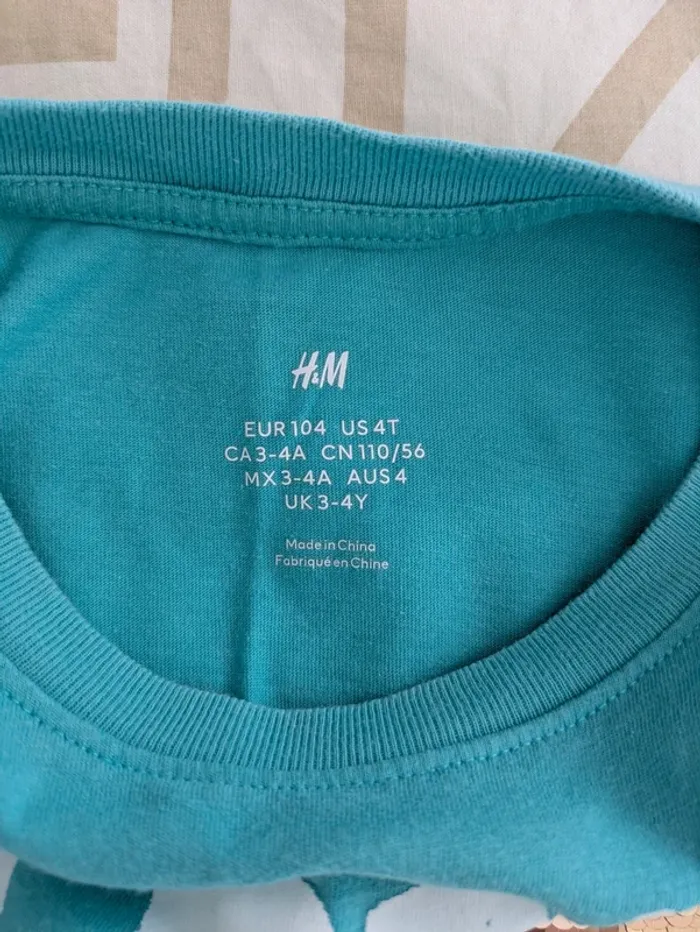 H&M
EUR 104 US 4T
CA 3-4A CN 110/56
MX 3-4A AUS 4
UK 3-4Y
Made in China
Fabriqué en Chine